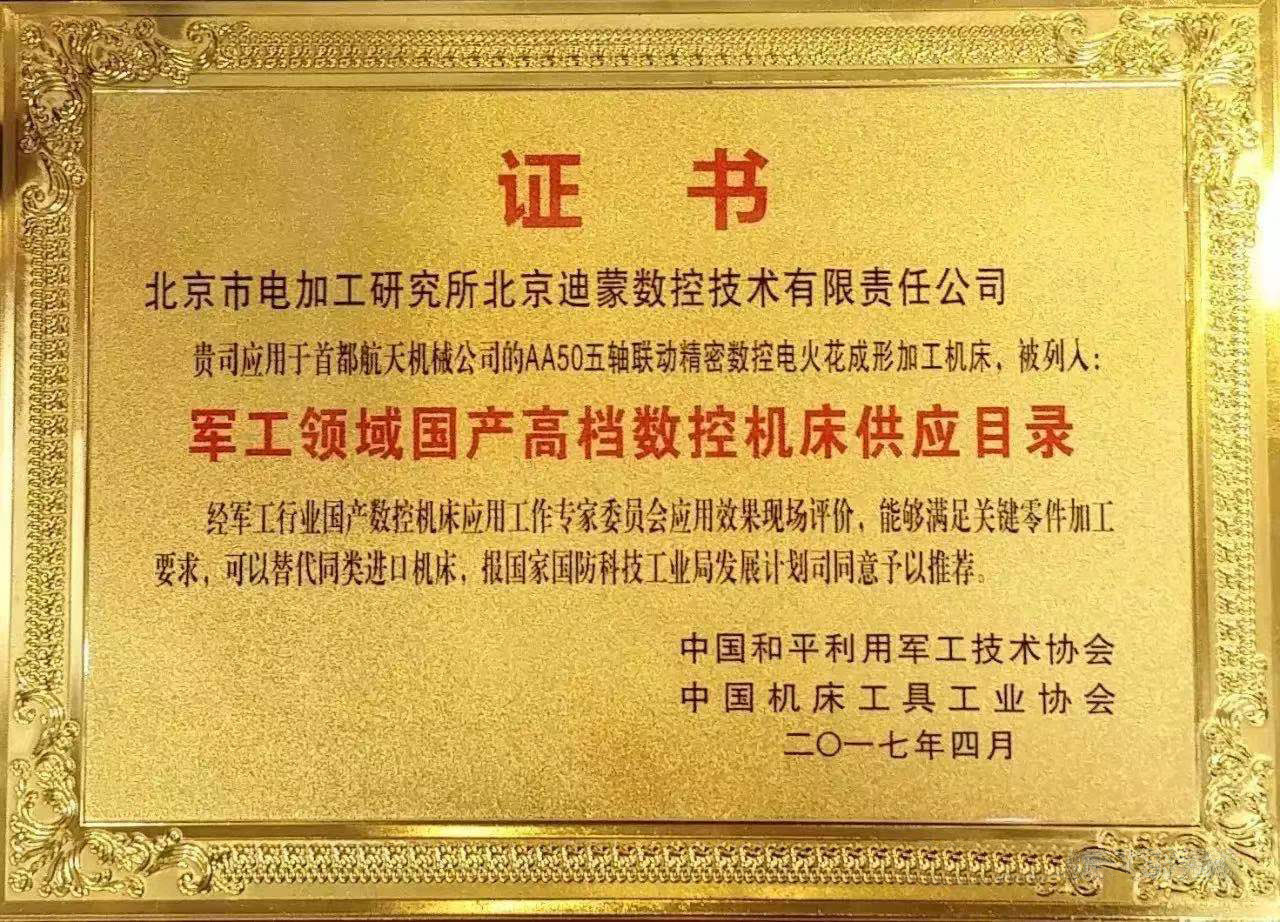 证 书
北京市电加工研究所北京迪蒙数控技术有限责任公司
贵司应用于首都航天机械公司的AA50五轴联动精密数控电火花成形加工机床，被列入：
军工领域国产高档数控机床供应目录
经军工行业国产数控机床应用工作专家委员会应用效果现场评价，能够满足关键零件加工
要求，可以替代同类进口机床，报国家国防科技工业局发展计划司同意予以推荐。
中国和平利用军工技术协会
中国机床工具工业协会
二〇一七年四月